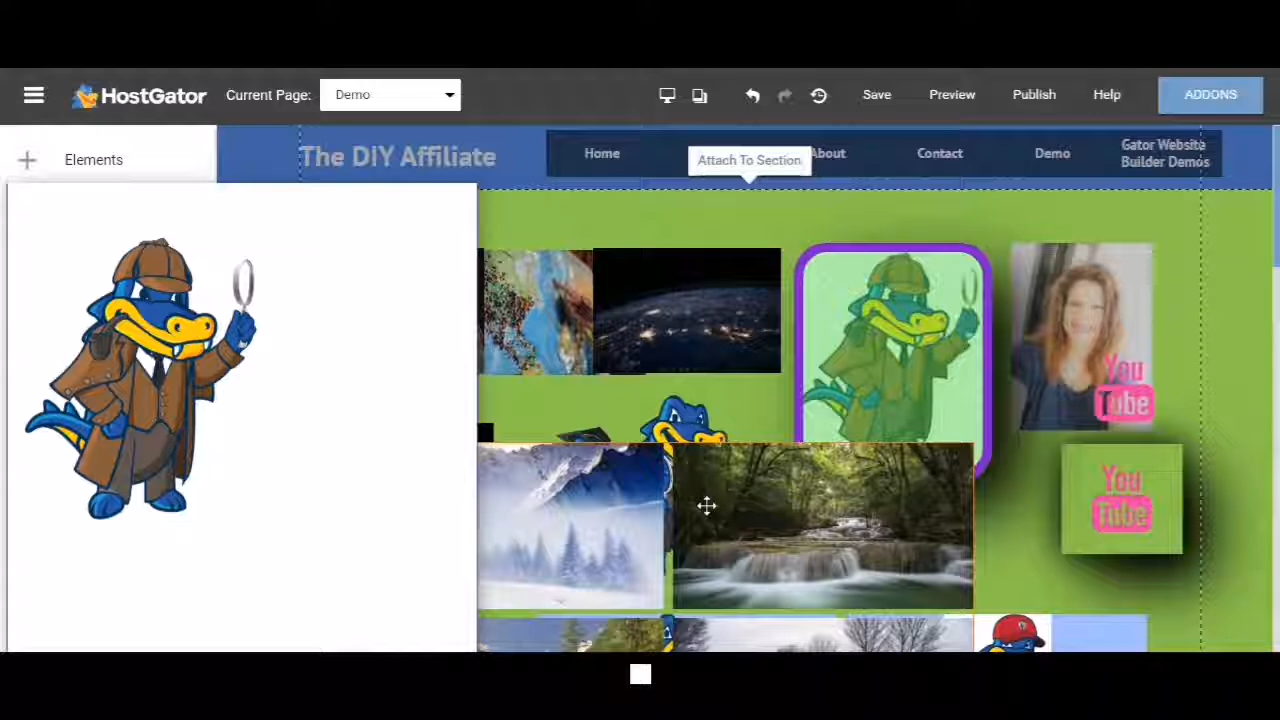 HostGator
Current Page:
Demo
Save
Preview
Publish
Help
ADDONS
Elements
The DIY Affiliate
Home
Attach To Section
About
Contact
Demo
Gator Website
Builder Demos
You
Tube
You
Tube